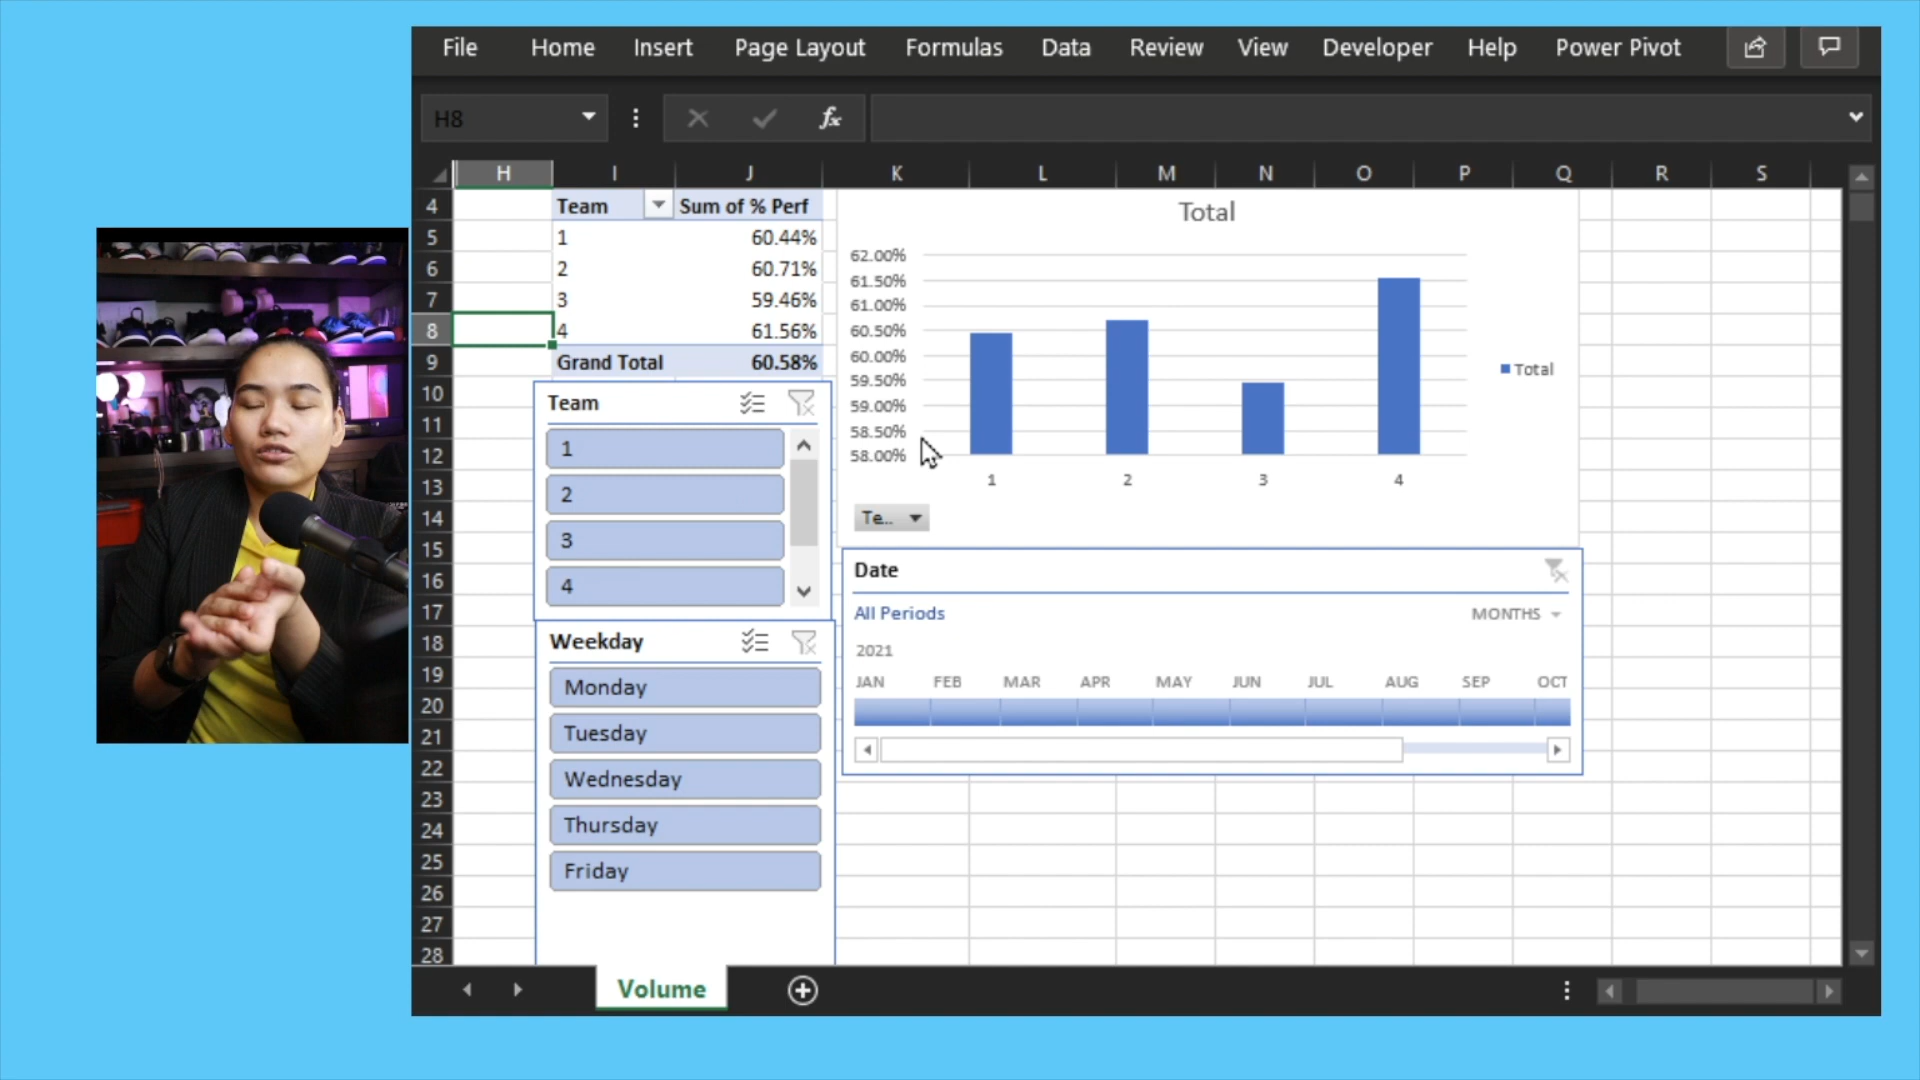 File Home Insert Page Layout Formulas Data Review View Developer Help Power Pivot
H8 fx
H I J K L M N O P Q R S
4 Team Sum of % Perf
5 1 60.44%
6 2 60.71%
7 3 59.46%
8 4 61.56%
9 Grand Total 60.58%
10
11
12
13
14
15
16
17
18
19
20
21
22
23
24
25
26
27
28
Team
1
2
3
4
Weekday
Monday
Tuesday
Wednesday
Thursday
Friday
Total
62.00%
61.50%
61.00%
60.50%
60.00%
59.50%
59.00%
58.50%
58.00%
1 2 3 4
Total
Te..
Date
All Periods MONTHS
2021
JAN FEB MAR APR MAY JUN JUL AUG SEP OCT
Volume